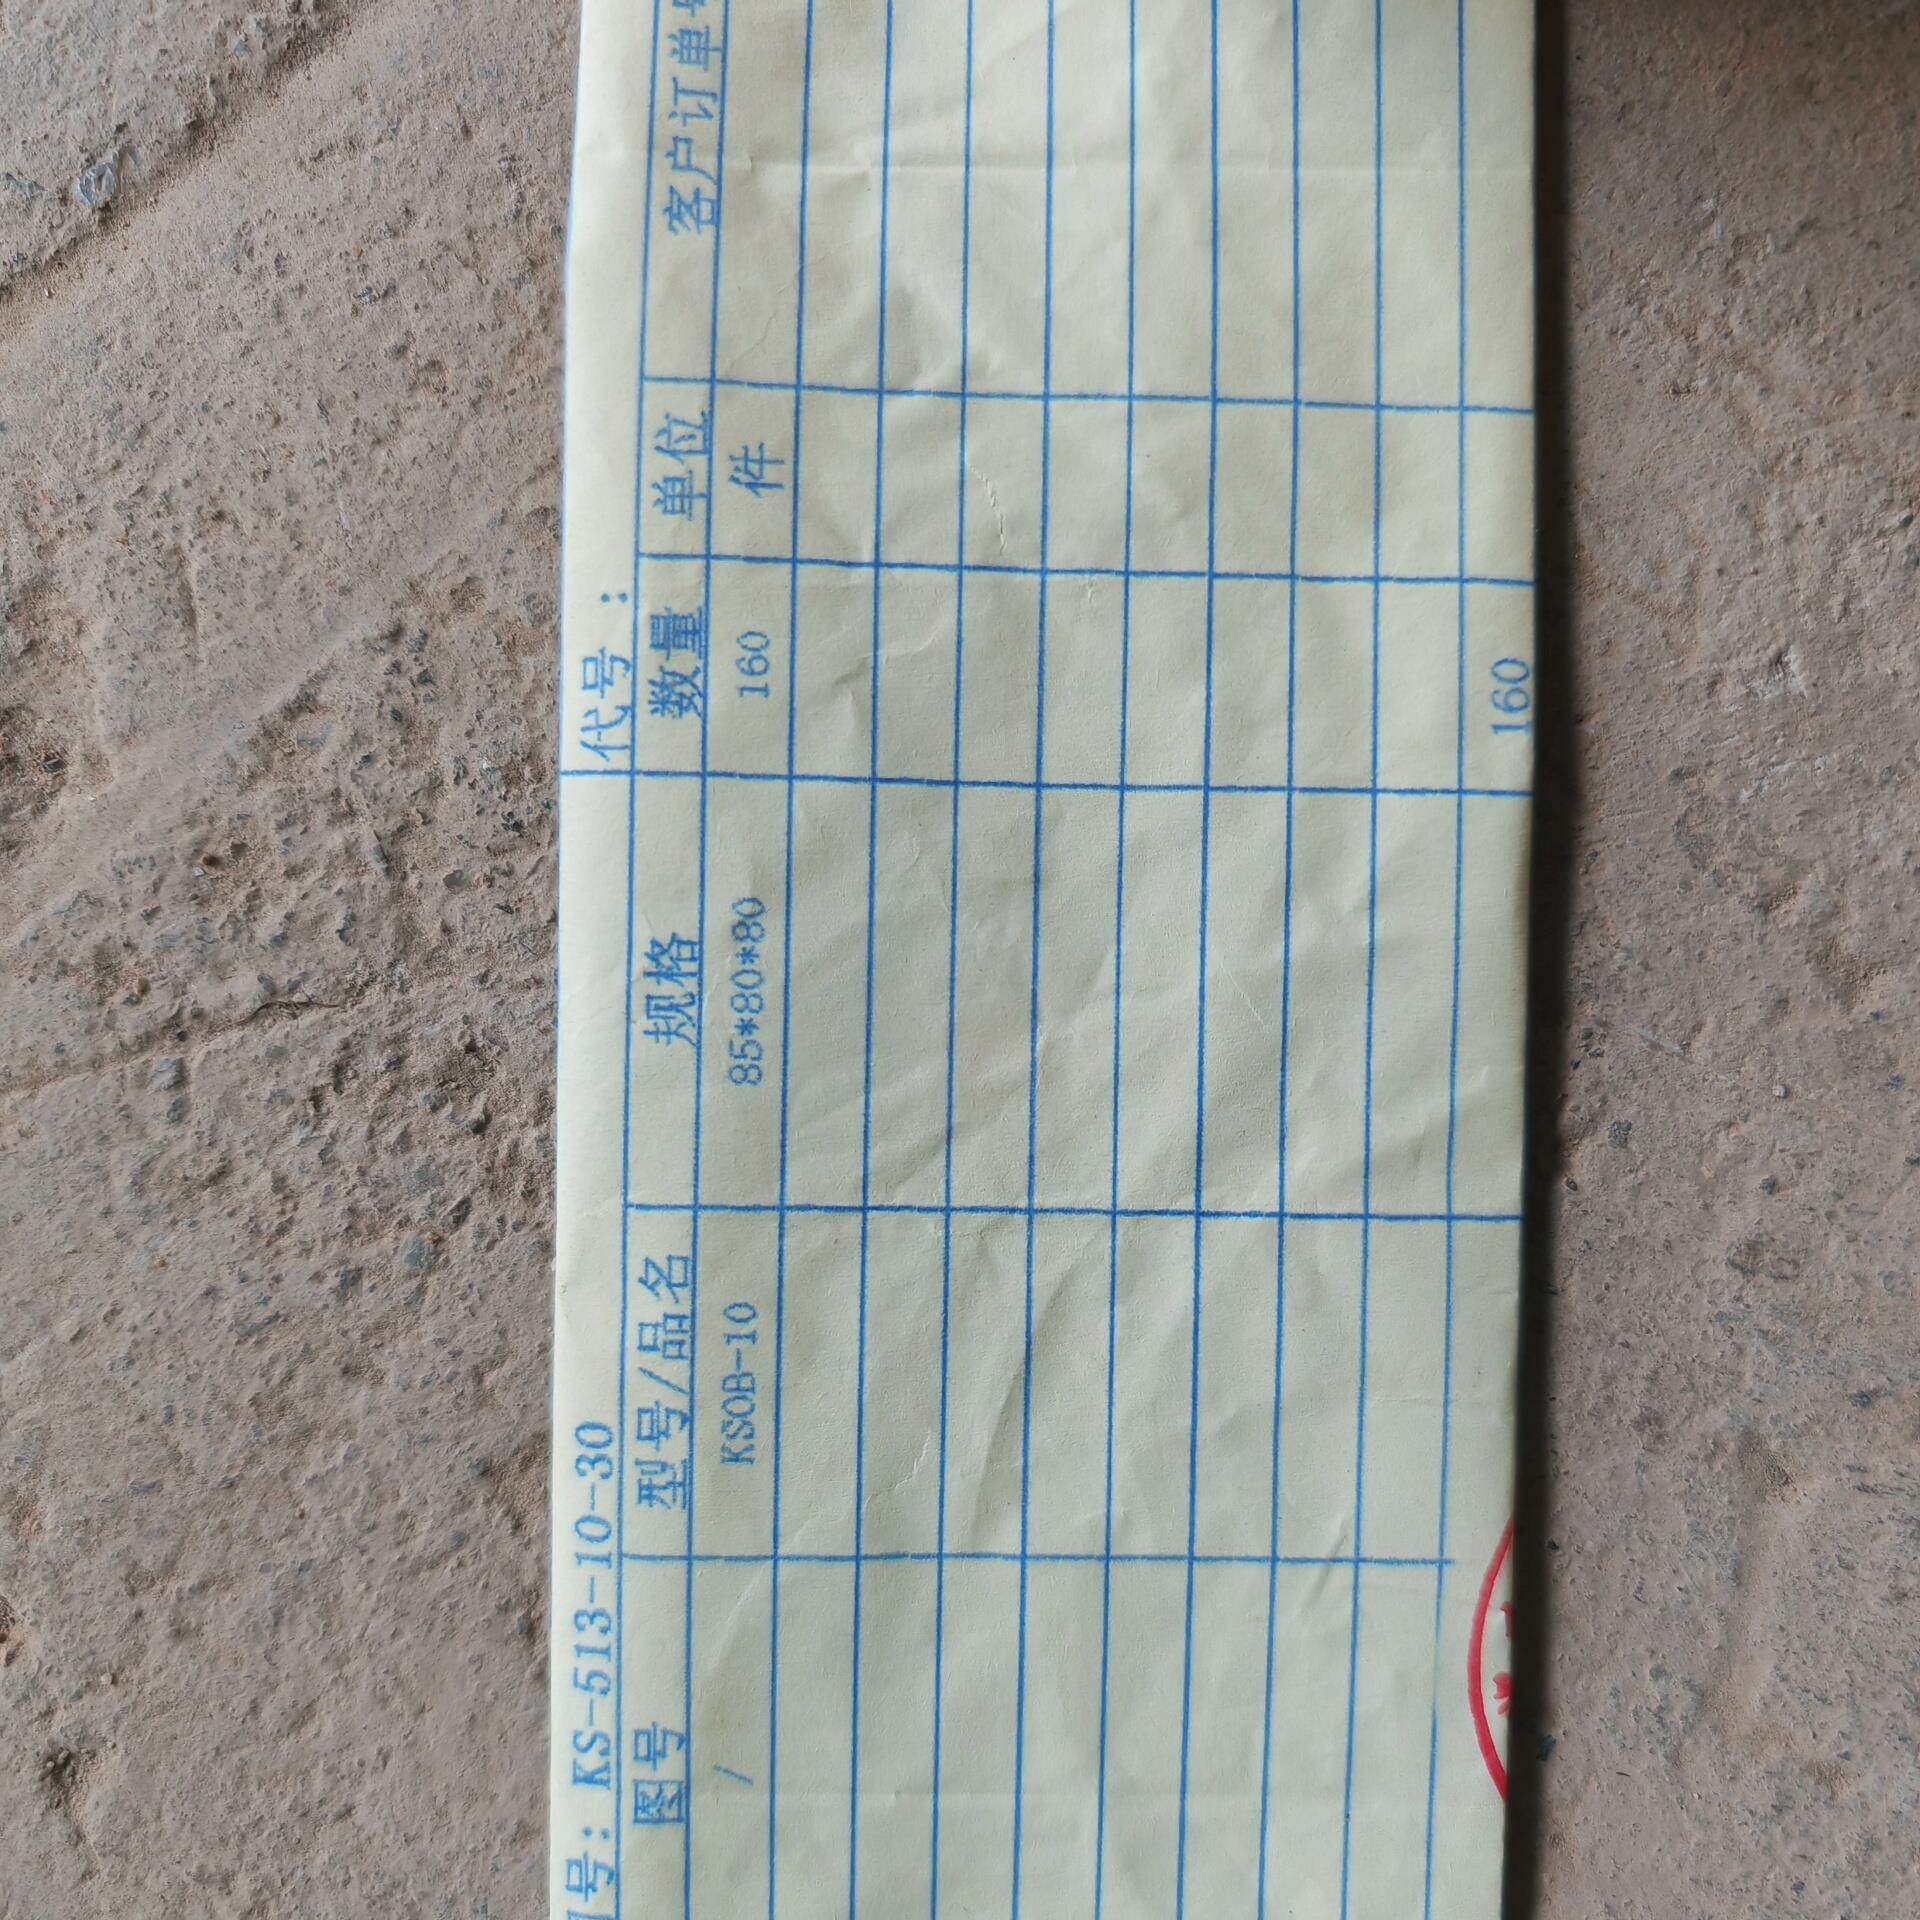 号: KS-513-10-30 代号:
图号 型号/品名 规格 数量 单位 客户订单
/ KSOB-10 85*80*80 160 件
160